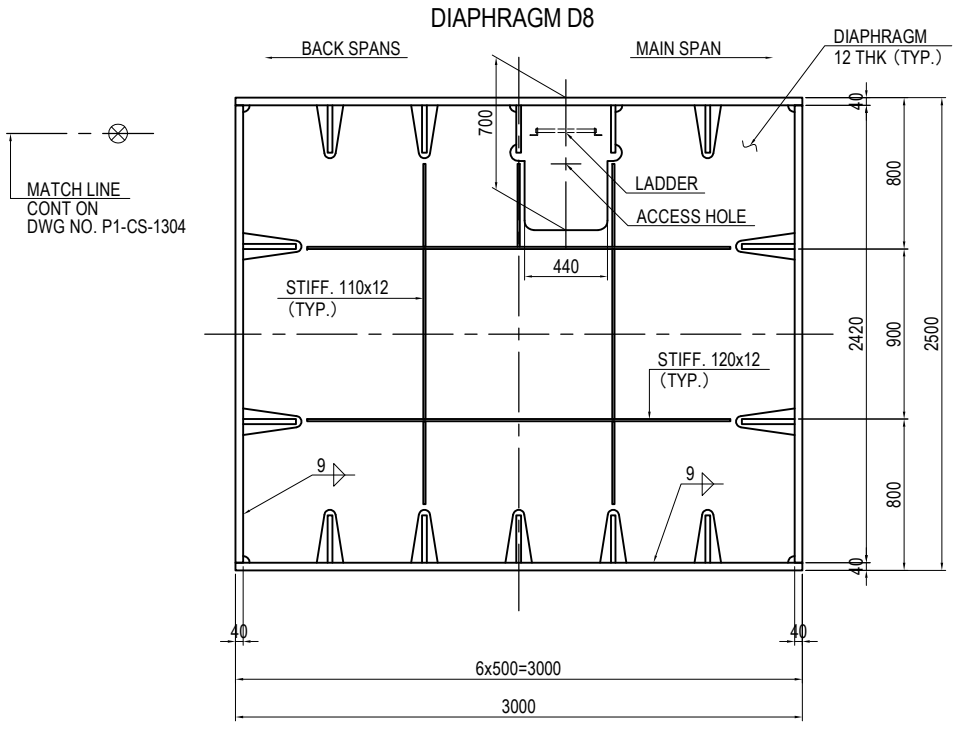 DIAPHRAGM D8
BACK SPANS
MAIN SPAN
DIAPHRAGM
12 THK (TYP.)
40
700
800
MATCH LINE
CONT ON
DWG NO. P1-CS-1304
LADDER
ACCESS HOLE
440
STIFF. 110x12
(TYP.)
2420
900
2500
STIFF. 120x12
(TYP.)
9
9
800
40
40
40
6x500=3000
3000